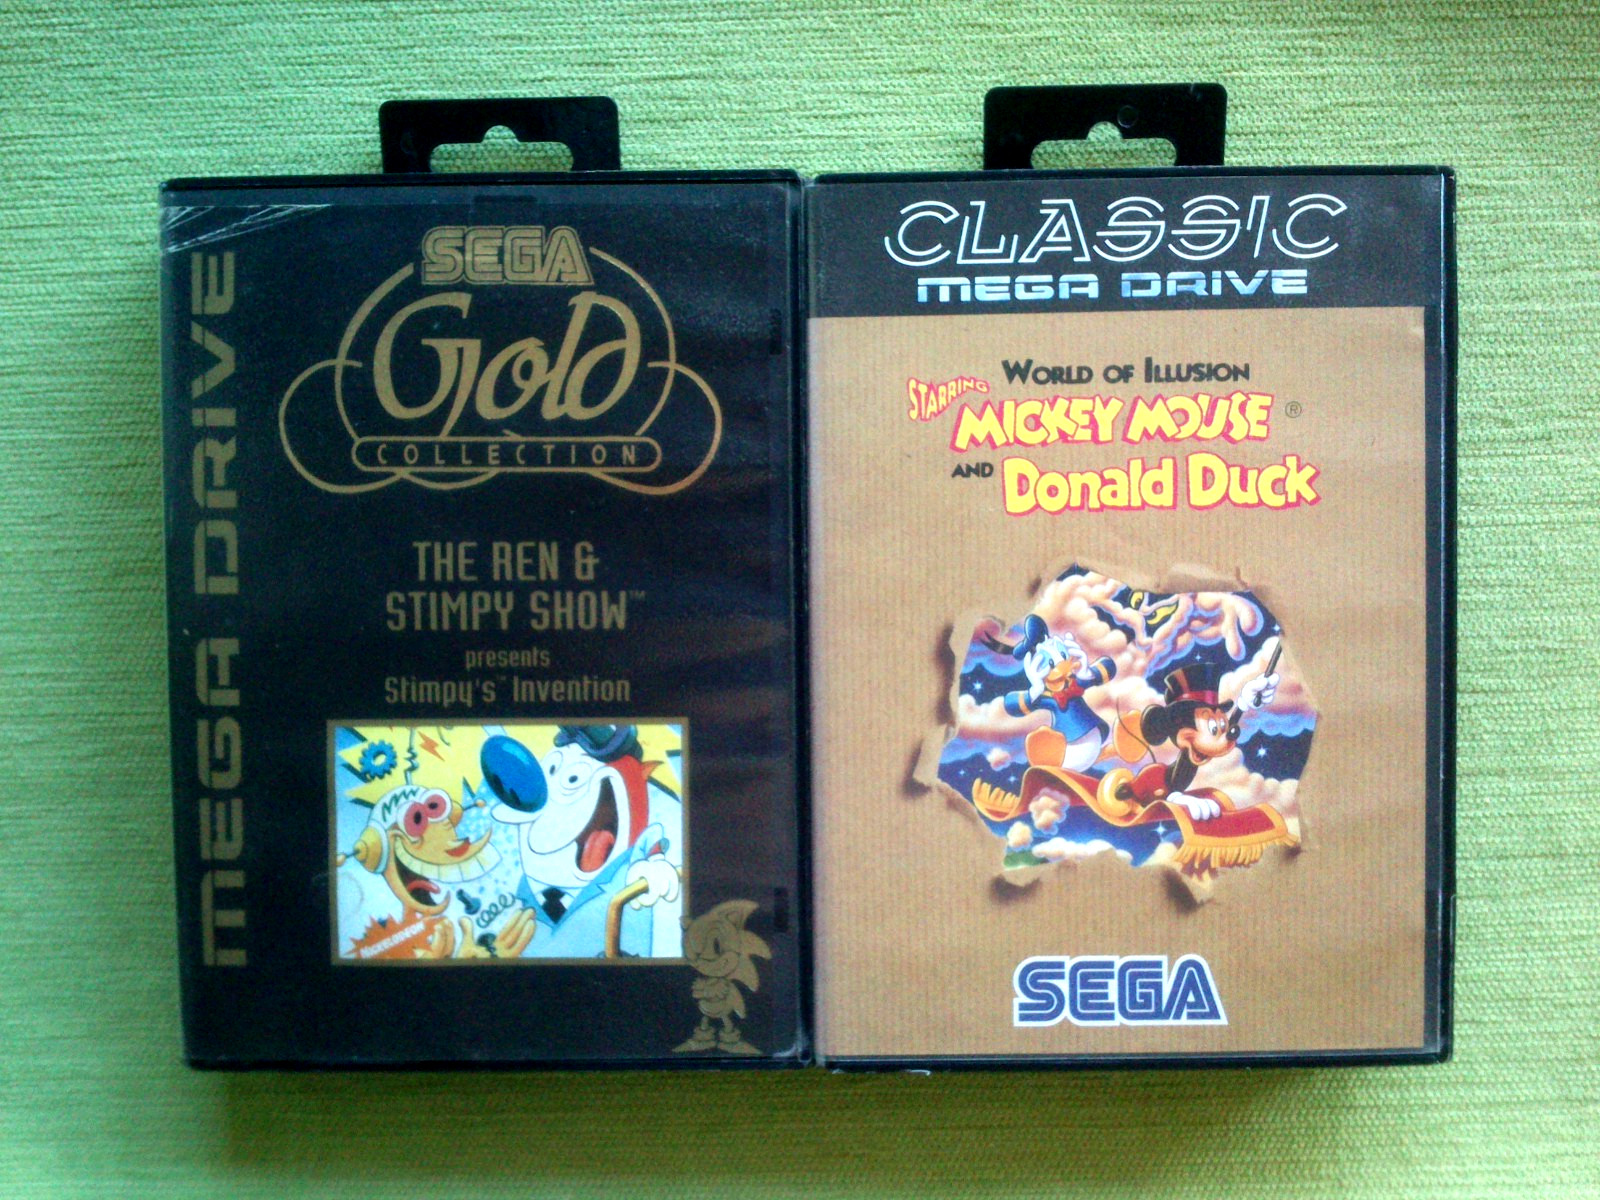 MEGA DRIVE
SEGA
Gold
COLLECTION
THE REN &
STIMPY SHOW™
presents
Stimpy's™ Invention
NICKELODEON
CLASSIC
MEGA DRIVE
WORLD OF ILLUSION
STARRING
MICKEY MOUSE ®
AND Donald Duck
SEGA